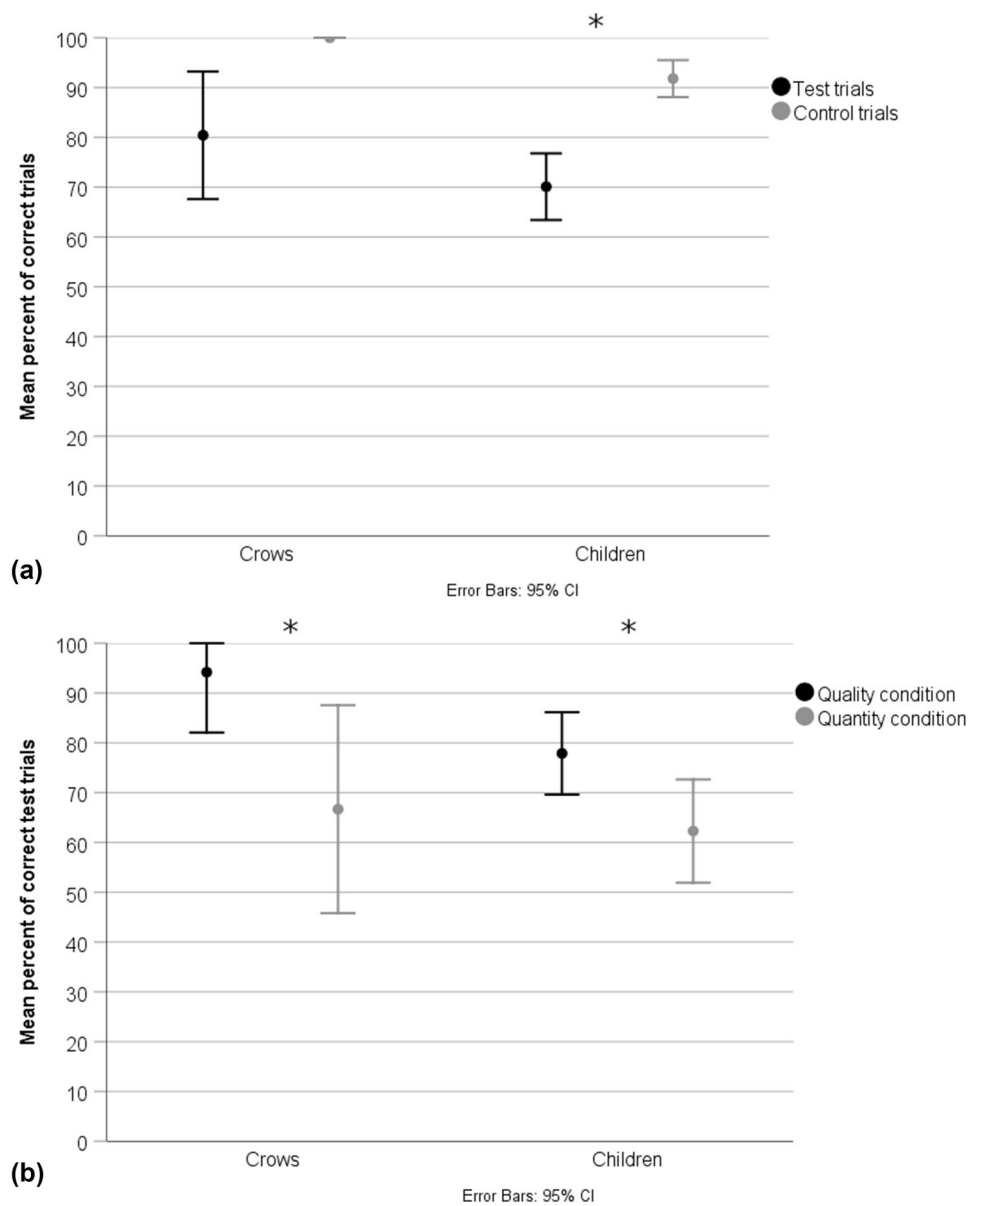 *
100
90
80
70
60
50
40
30
20
10
0
Mean percent of correct trials
Test trials
Control trials
Crows
Children
(a)
Error Bars: 95% CI
*
*
100
90
80
70
60
50
40
30
20
10
0
Mean percent of correct test trials
Quality condition
Quantity condition
Crows
Children
(b)
Error Bars: 95% CI